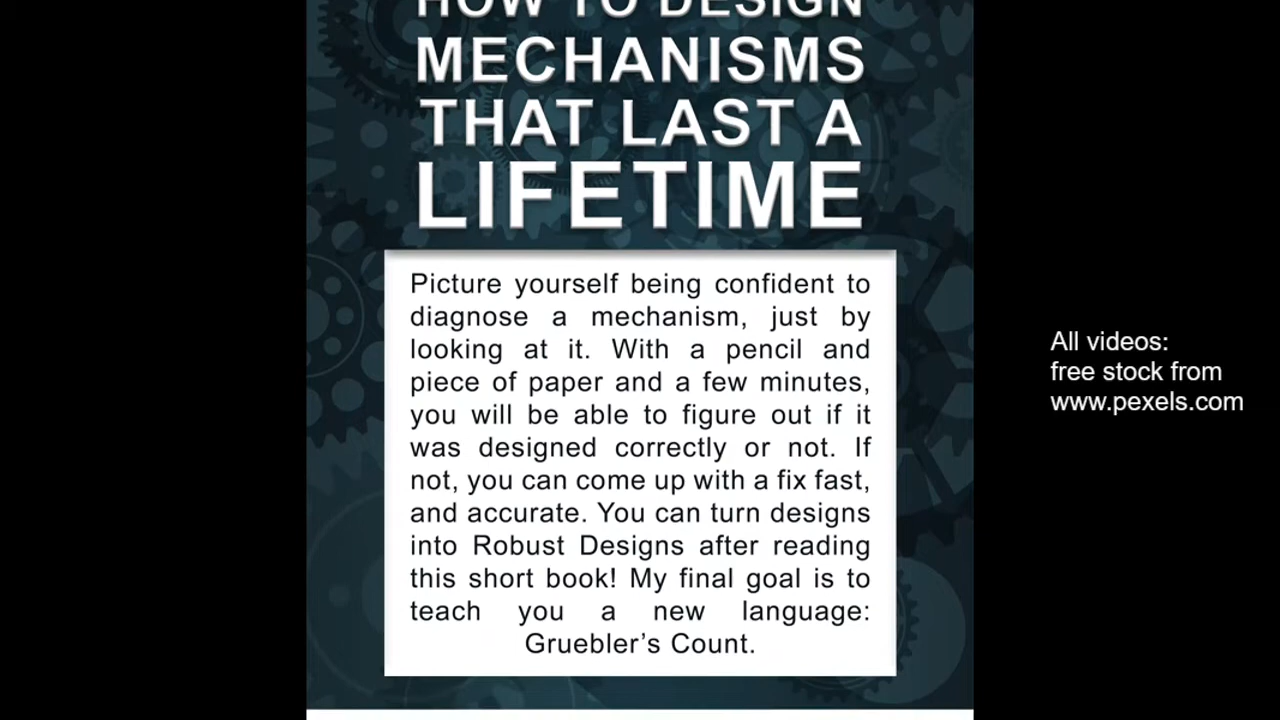 HOW TO DESIGN
MECHANISMS
THAT LAST A
LIFETIME
Picture yourself being confident to
diagnose a mechanism, just by
looking at it. With a pencil and
piece of paper and a few minutes,
you will be able to figure out if it
was designed correctly or not. If
not, you can come up with a fix fast,
and accurate. You can turn designs
into Robust Designs after reading
this short book! My final goal is to
teach you a new language:
Gruebler’s Count.
All videos:
free stock from
www.pexels.com